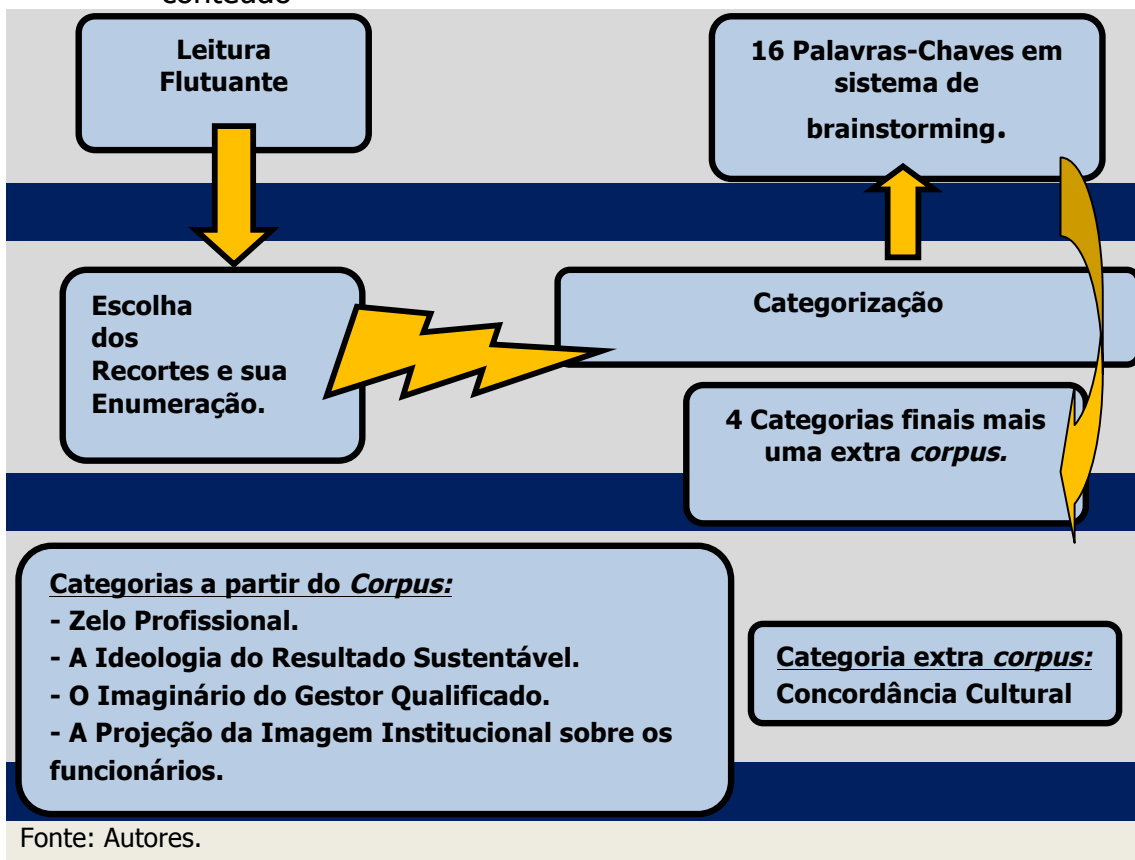 conteúdo
Leitura
Flutuante
16 Palavras-Chaves em
sistema de
brainstorming.
Escolha
dos
Recortes e sua
Enumeração.
Categorização
4 Categorias finais mais
uma extra corpus.
Categorias a partir do Corpus:
- Zelo Profissional.
- A Ideologia do Resultado Sustentável.
- O Imaginário do Gestor Qualificado.
- A Projeção da Imagem Institucional sobre os
funcionários.
Categoria extra corpus:
Concordância Cultural
Fonte: Autores.